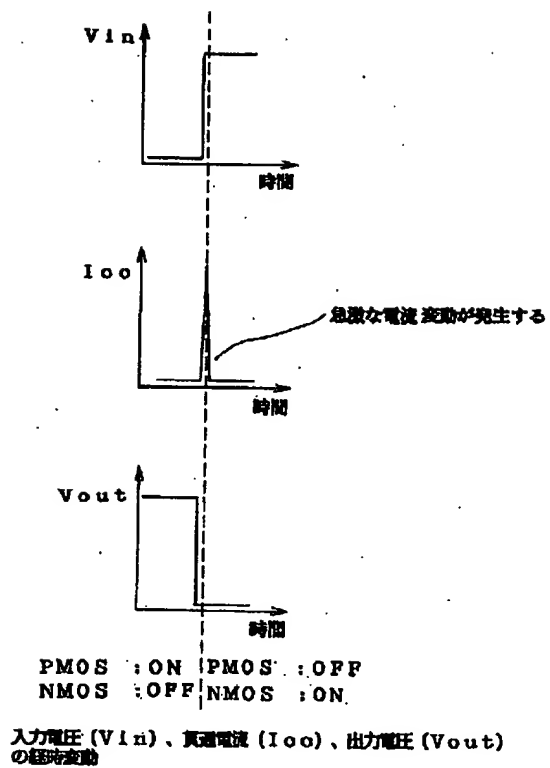 Vin
時間
Icc
急激な電流変動が発生する
時間
Vout
時間
PMOS :ON PMOS :OFF
NMOS :OFF NMOS :ON
入力電圧(Vin)、貫通電流(Icc)、出力電圧(Vout)
の経時変動